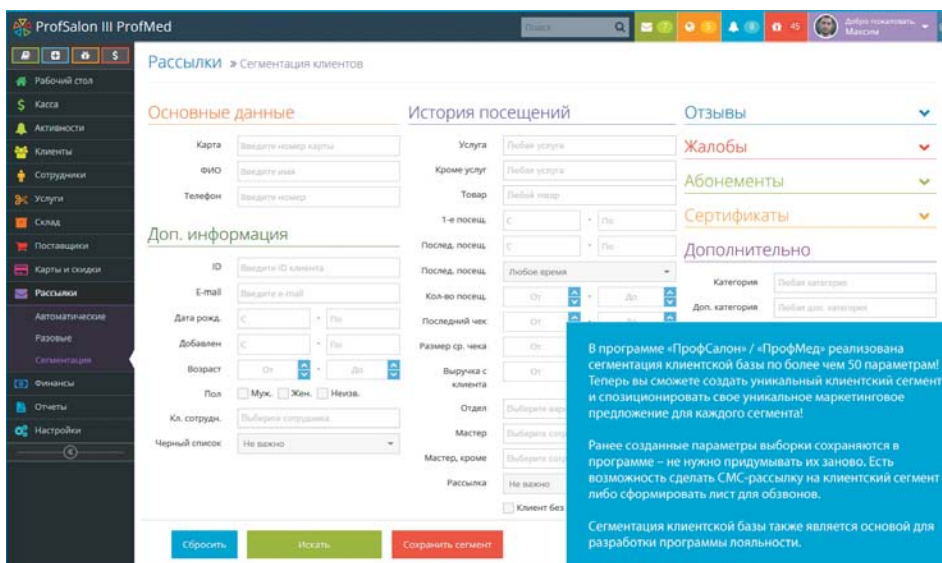 ProfSalon III ProfMed
Поиск
7
5
8
45
Добро пожаловать,
Максим
Рассылки » Сегментация клиентов
Рабочий стол
Касса
Активности
Клиенты
Сотрудники
Услуги
Склад
Поставщики
Карты и скидки
Рассылки
Автоматические
Разовые
Сегментация
Финансы
Отчеты
Настройки
Основные данные
Карта Введите номер карты
ФИО Введите имя
Телефон Введите номер
Доп. информация
ID Введите ID клиента
E-mail Введите e-mail
Дата рожд. С - По
Добавлен С - По
Возраст От - До
Пол Муж. Жен. Неизв.
Кл. сотрудн. Выберите сотрудника
Черный список Не важно
История посещений
Услуга Любая услуга
Кроме услуг Любая услуга
Товар Любой товар
1-е посещ. С - По
Послед. посещ. С - По
Послед. посещ. Любое время
Кол-во посещ. От - До
Последний чек От - До
Размер ср. чека От
Выручка с От
клиента
Отдел
Мастер
Мастер, кроме
Рассылка Не важно
Клиент без
Отзывы
Жалобы
Абонементы
Сертификаты
Дополнительно
Категория Любая категория
Доп. категория Любая доп. категория
В программе «ПрофСалон» / «ПрофМед» реализована
сегментация клиентской базы по более чем 50 параметрам!
Теперь вы сможете создать уникальный клиентский сегмент
и спозиционировать свое уникальное маркетинговое
предложение для каждого сегмента!
Ранее созданные параметры выборки сохраняются в
программе – не нужно придумывать их заново. Есть
возможность сделать СМС-рассылку на клиентский сегмент
либо сформировать лист для обзвонов.
Сегментация клиентской базы также является основой для
разработки программы лояльности.
Сбросить
Искать
Сохранить сегмент